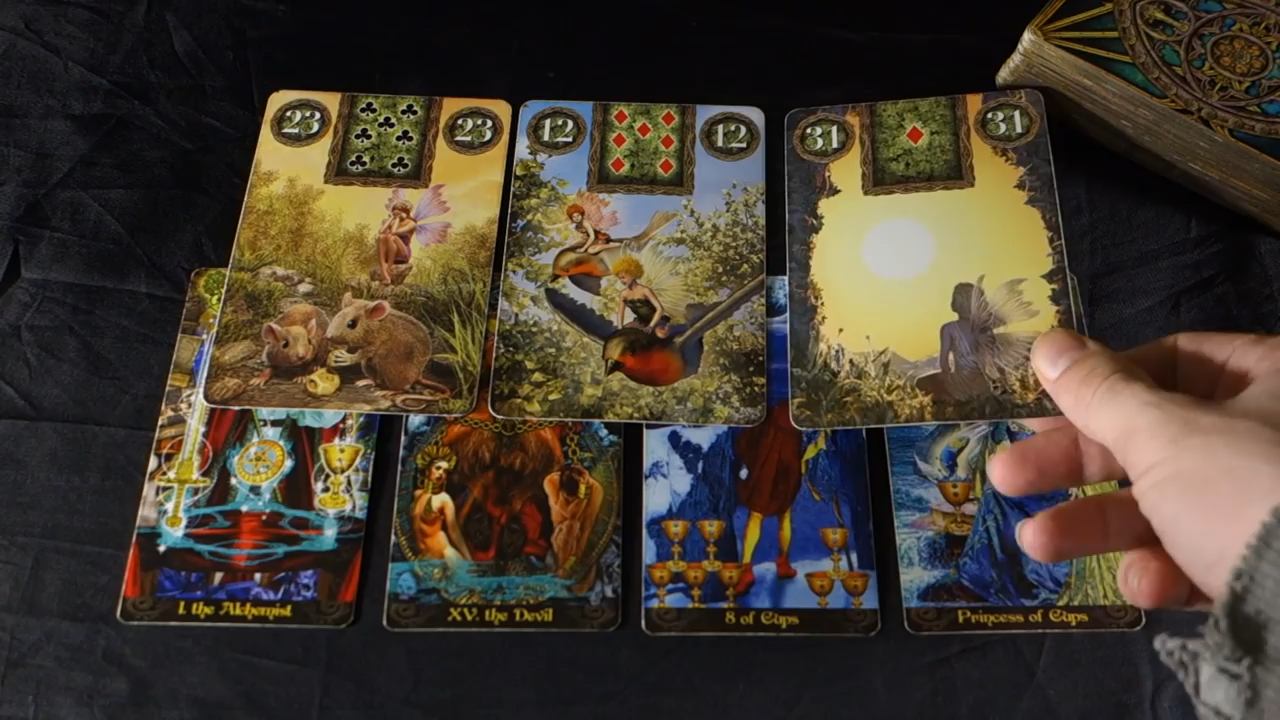 23 23
12 12
31 31
I. the Alchemist
XV. the Devil
8 of Cups
Princess of Cups